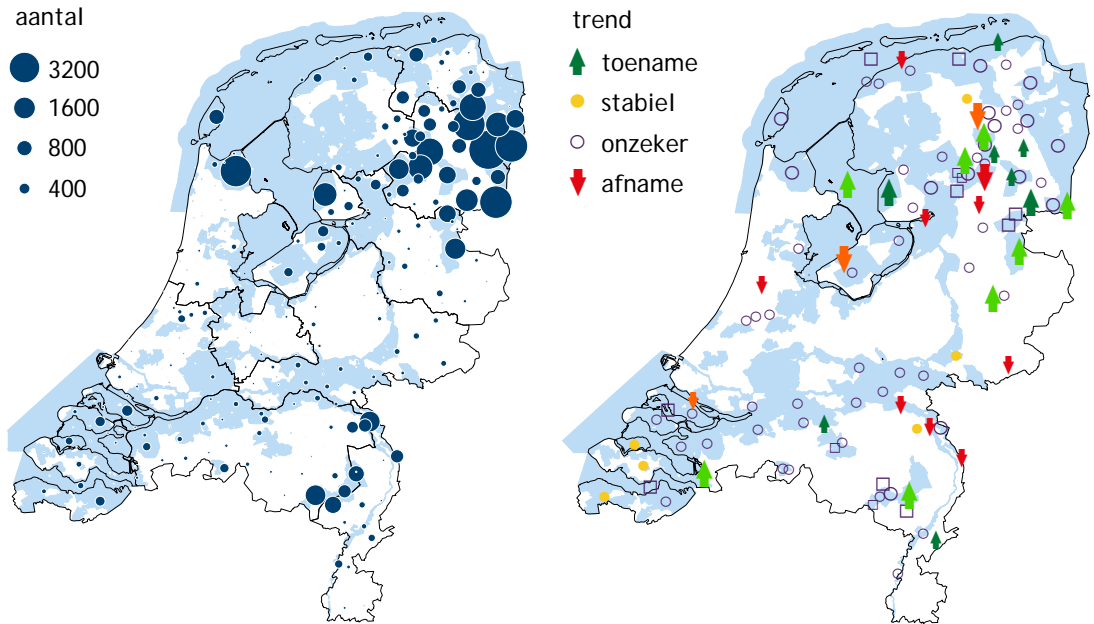 aantal
3200
1600
800
400
trend
toename
stabiel
onzeker
afname